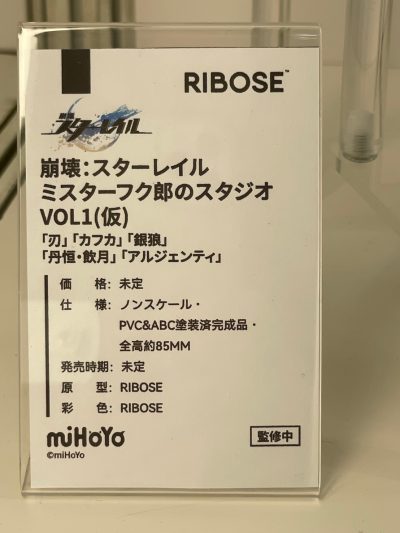 RIBOSE™
スターレイル
崩壊：スターレイル
ミスターフク郎のスタジオ
VOL1(仮)
「刃」「カフカ」「銀狼」
「丹恒・飲月」「アルジェンティ」
価　格：未定
仕　様：ノンスケール・
PVC&ABC塗装済完成品・
全高約85MM
発売時期：未定
原　型：RIBOSE
彩　色：RIBOSE
miHoYo
©miHoYo
監修中